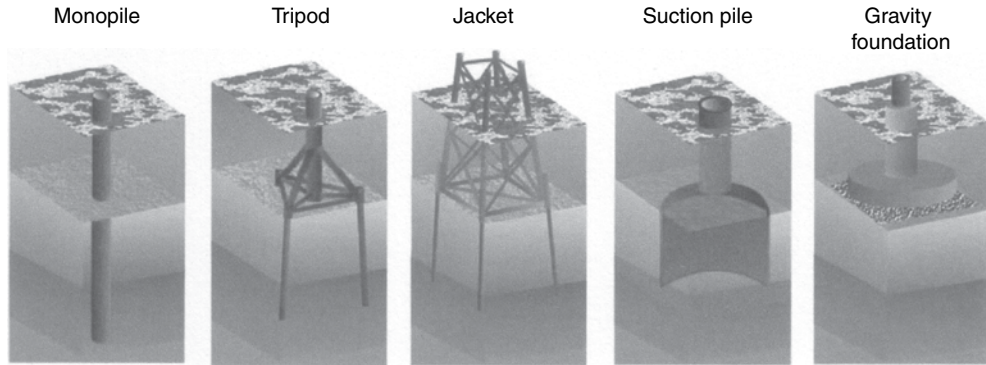 Monopile
Tripod
Jacket
Suction pile
Gravity
foundation